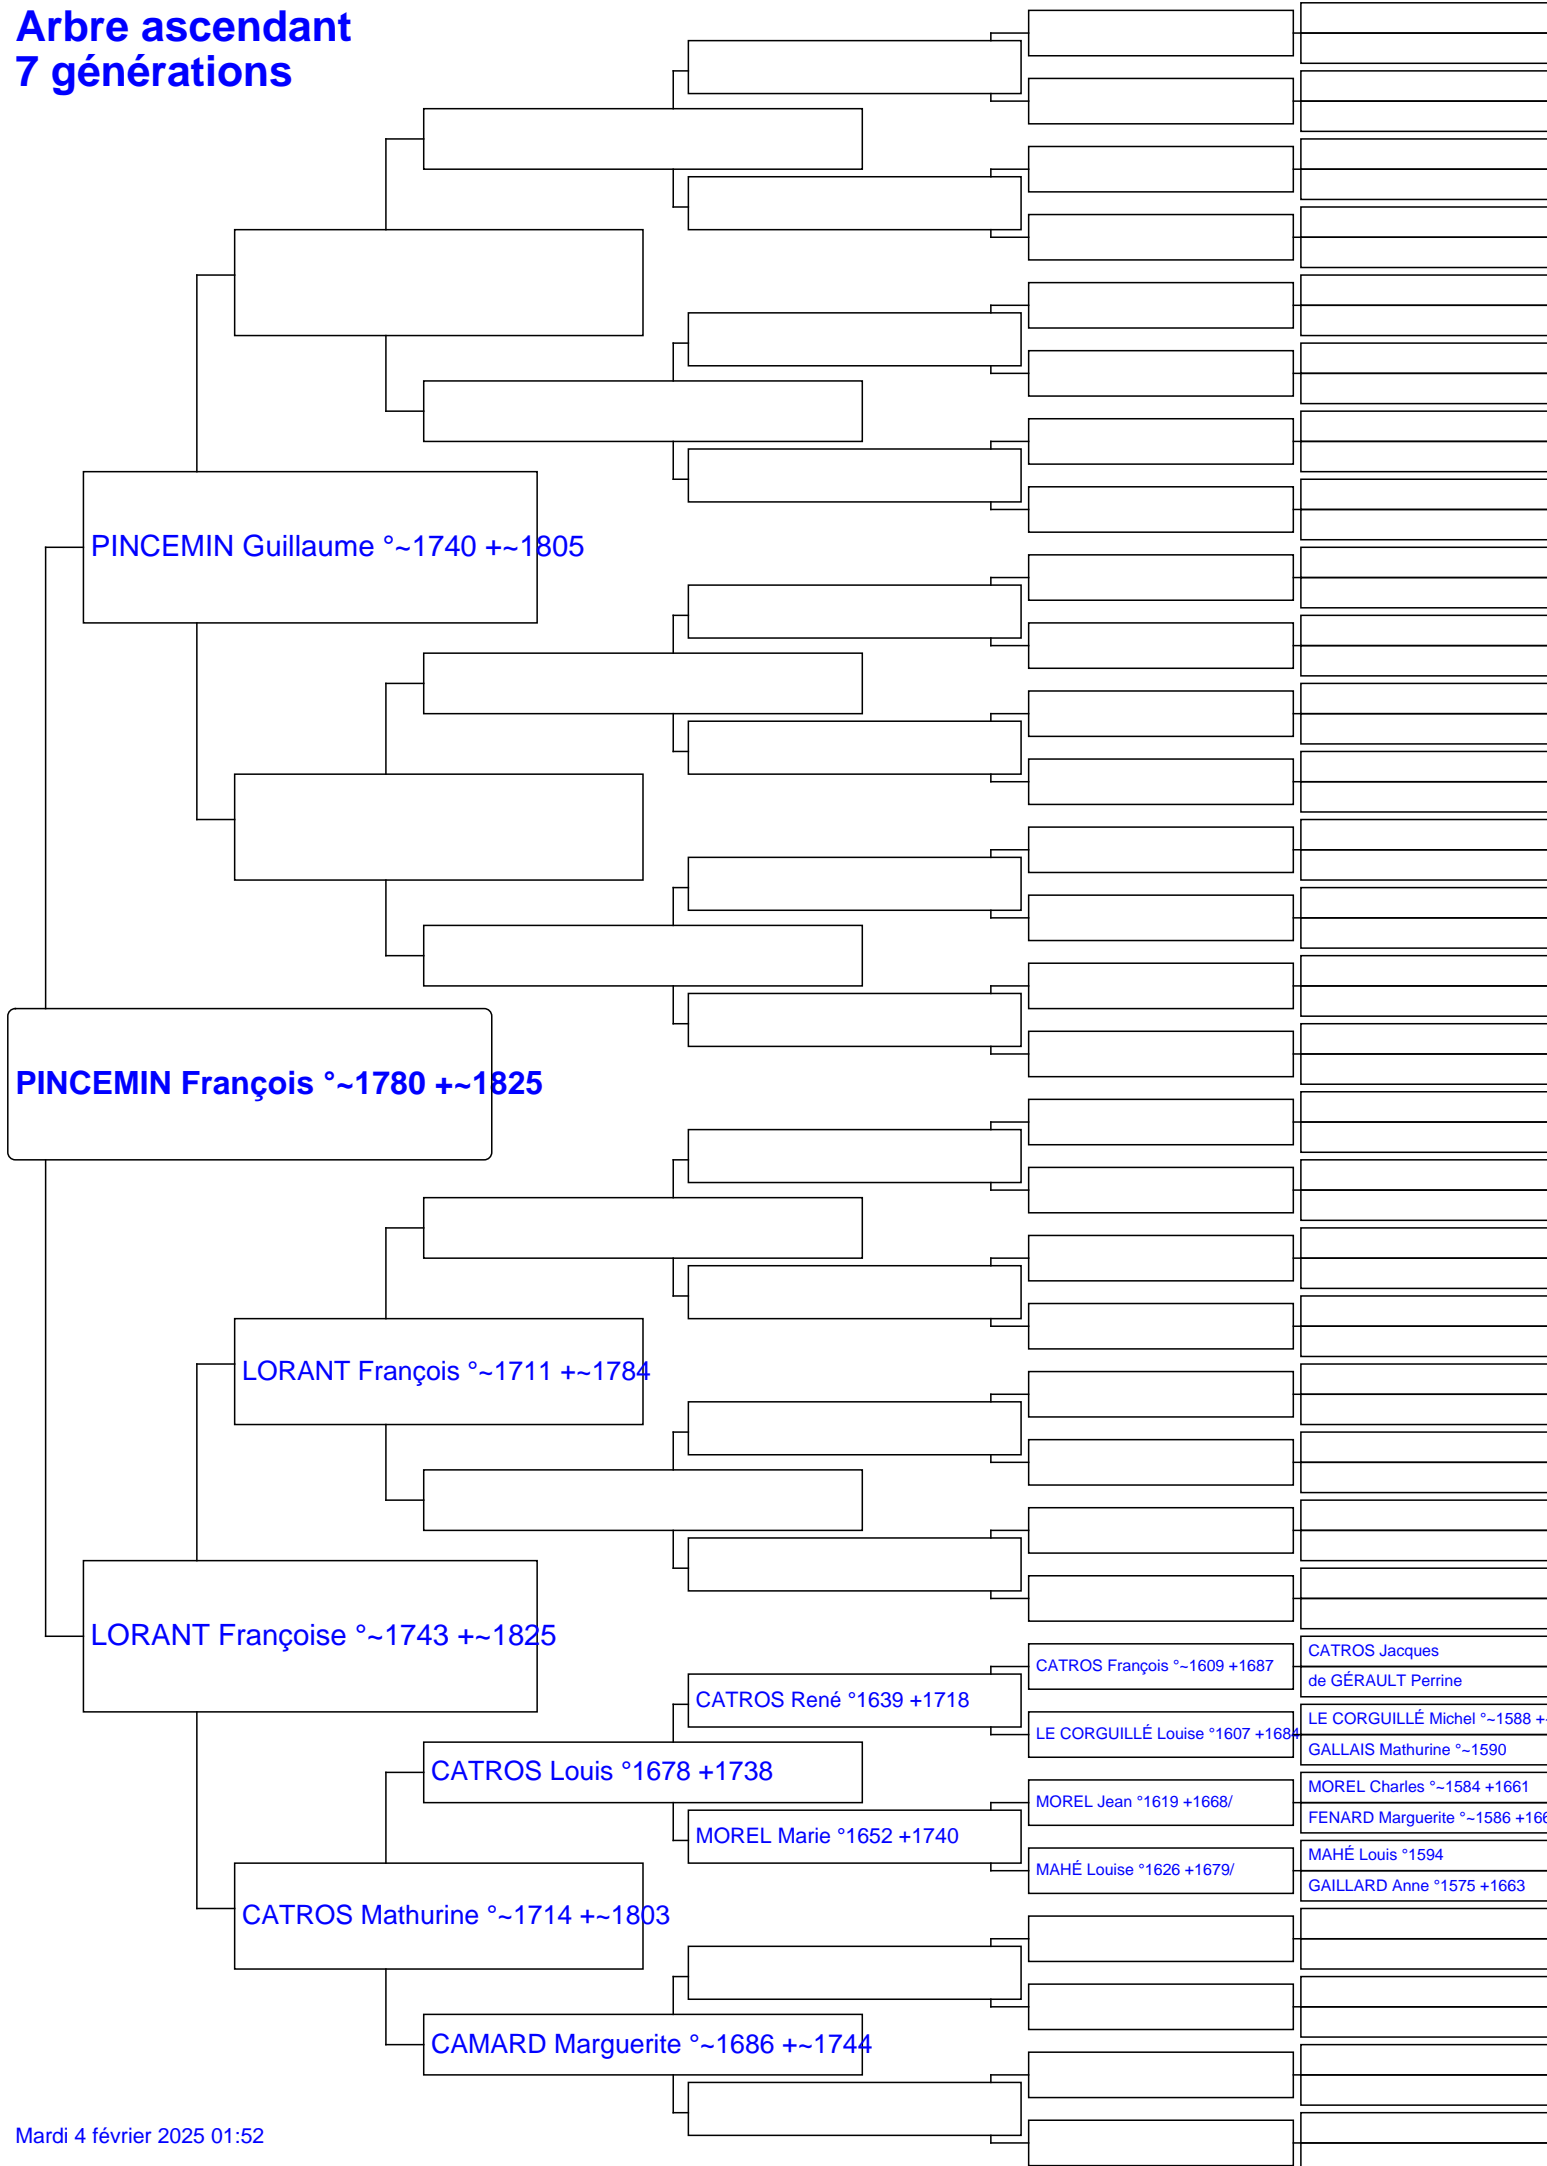 Arbre ascendant
7 générations
PINCEMIN Guillaume °~1740 +~1805
PINCEMIN François °~1780 +~1825
LORANT François °~1711 +~1784
LORANT Françoise °~1743 +~1825
CATROS Jacques
CATROS François °~1609 +1687
de GÉRAULT Perrine
CATROS René °1639 +1718
LE CORGUILLÉ Michel °~1588 +
LE CORGUILLÉ Louise °1607 +1684
GALLAIS Mathurine °~1590
CATROS Louis °1678 +1738
MOREL Charles °~1584 +1661
MOREL Jean °1619 +1668/
FENARD Marguerite °~1586 +166
MOREL Marie °1652 +1740
MAHÉ Louis °1594
MAHÉ Louise °1626 +1679/
GAILLARD Anne °1575 +1663
CATROS Mathurine °~1714 +~1803
CAMARD Marguerite °~1686 +~1744
Mardi 4 février 2025 01:52